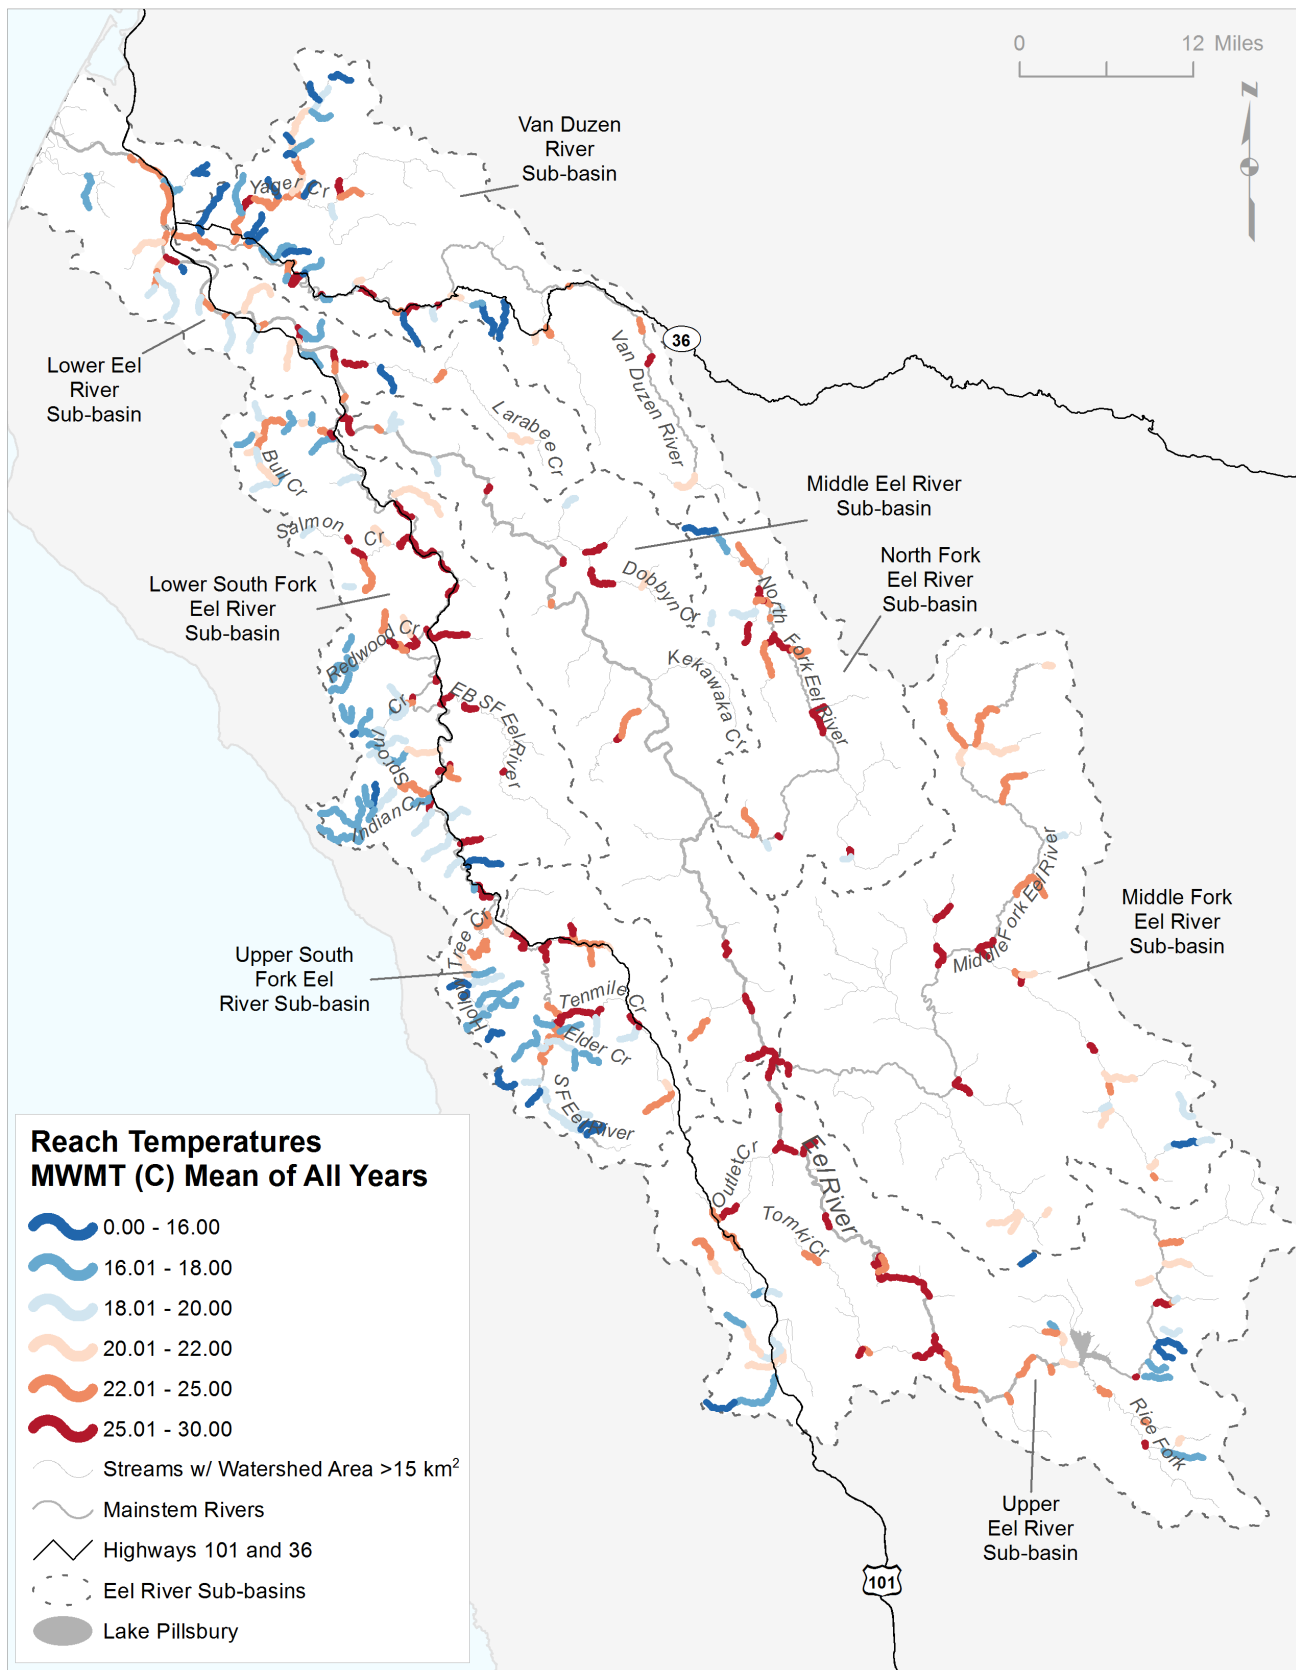 0 12 Miles
N
Van Duzen
River
Sub-basin
Yager Cr
36
Lower Eel
River
Sub-basin
Van Duzen River
Larabee Cr
Bull Cr
Middle Eel River
Sub-basin
Salmon Cr
North Fork
Eel River
Sub-basin
Lower South Fork
Eel River
Sub-basin
Dobbyn Cr
North Fork Eel River
Redwood Cr
Kekawaka Cr
EB SF Eel River
Sproul Cr
Indian Cr
Middle Fork Eel River
Middle Fork
Eel River
Sub-basin
Upper South
Fork Eel
River Sub-basin
Hollow Tree Cr
Tenmile Cr
Elder Cr
SF Eel River
Outlet Cr
Eel River
Tomki Cr
Rice Fork
Upper
Eel River
Sub-basin
101
Reach Temperatures
MWMT (C) Mean of All Years
0.00 - 16.00
16.01 - 18.00
18.01 - 20.00
20.01 - 22.00
22.01 - 25.00
25.01 - 30.00
Streams w/ Watershed Area >15 km²
Mainstem Rivers
Highways 101 and 36
Eel River Sub-basins
Lake Pillsbury